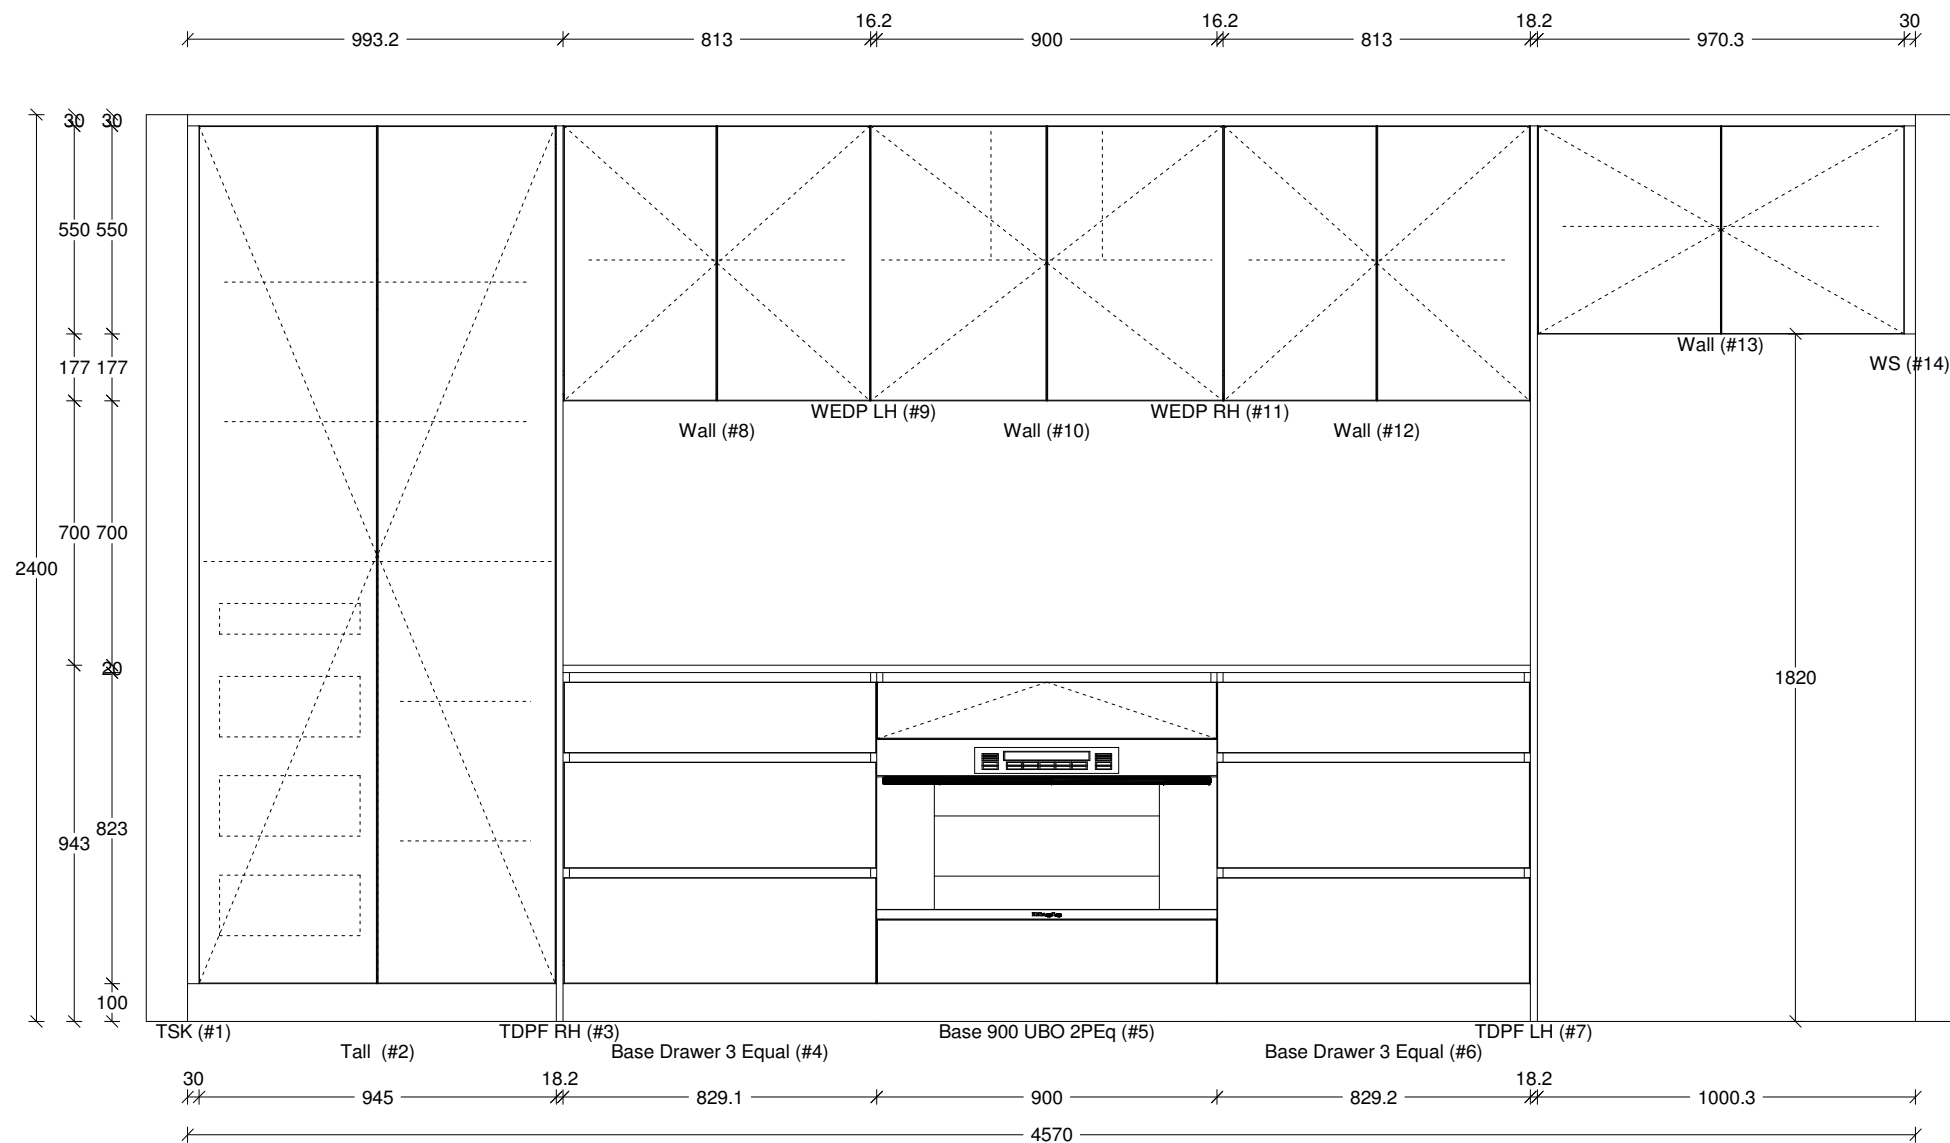 16.2 16.2 18.2 30
993.2 813 900 813 970.3
30 30
550 550
177 177
Wall (#13)
WS (#14)
WEDP LH (#9) WEDP RH (#11)
Wall (#8) Wall (#10) Wall (#12)
700 700
2400
20
1820
823
943
100
TSK (#1) TDPF RH (#3) Base 900 UBO 2PEq (#5) TDPF LH (#7)
Tall (#2) Base Drawer 3 Equal (#4) Base Drawer 3 Equal (#6)
30 18.2 18.2
945 829.1 900 829.2 1000.3
4570